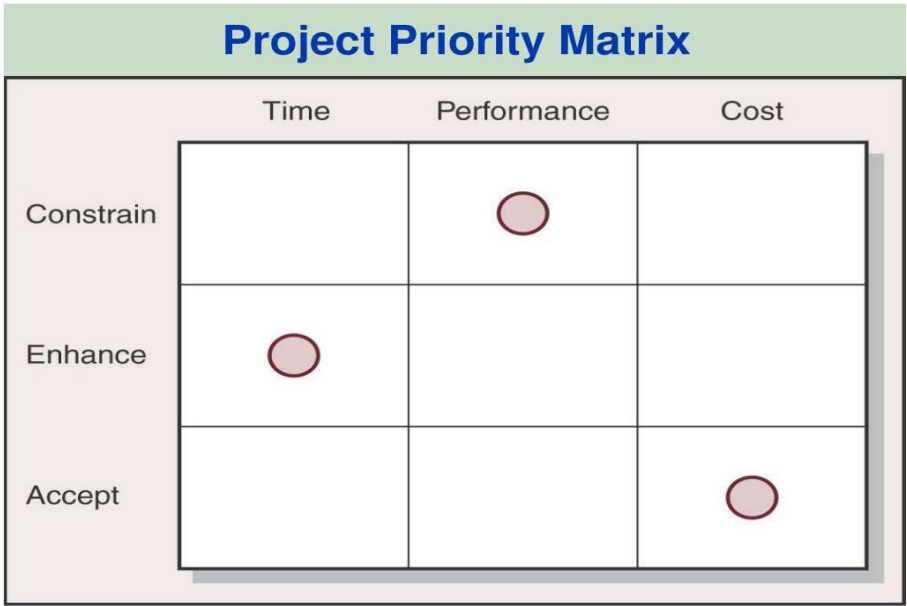 Project Priority Matrix
Time Performance Cost
Constrain
Enhance
Accept